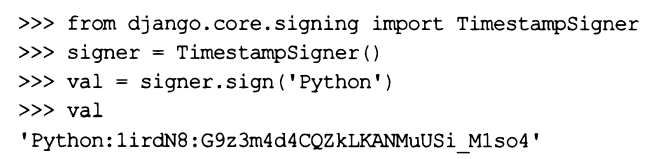 >>> from django.core.signing import TimestampSigner
>>> signer = TimestampSigner()
>>> val = signer.sign('Python')
>>> val
'Python:1irdN8:G9z3m4d4CQZkLKANMuUSi_M1so4'